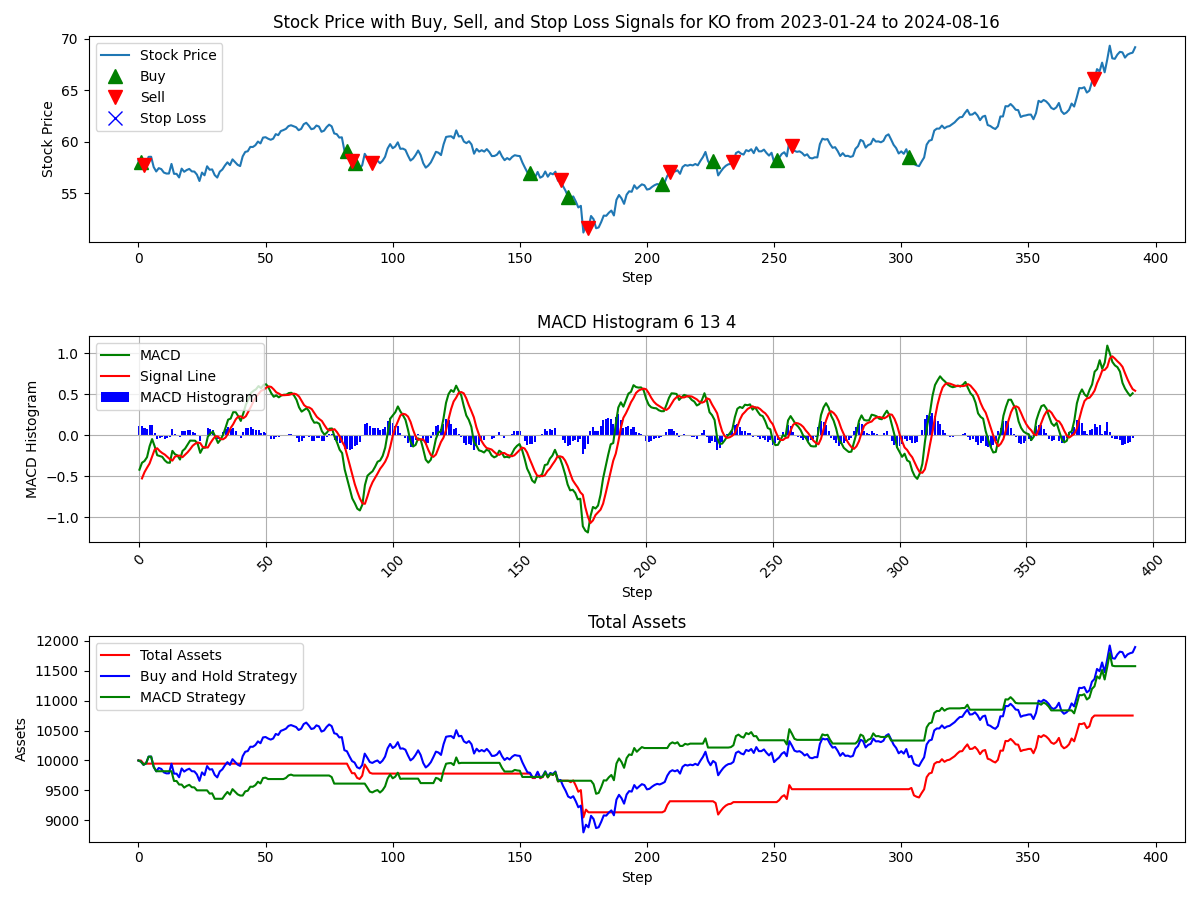 Stock Price with Buy, Sell, and Stop Loss Signals for KO from 2023-01-24 to 2024-08-16
Stock Price
70
65
60
55
Stock Price
Buy
Sell
Stop Loss
0 50 100 150 200 250 300 350 400
Step
MACD Histogram 6 13 4
MACD Histogram
1.0
0.5
0.0
−0.5
−1.0
MACD
Signal Line
MACD Histogram
0 50 100 150 200 250 300 350 400
Step
Total Assets
Assets
12000
11500
11000
10500
10000
9500
9000
Total Assets
Buy and Hold Strategy
MACD Strategy
0 50 100 150 200 250 300 350 400
Step